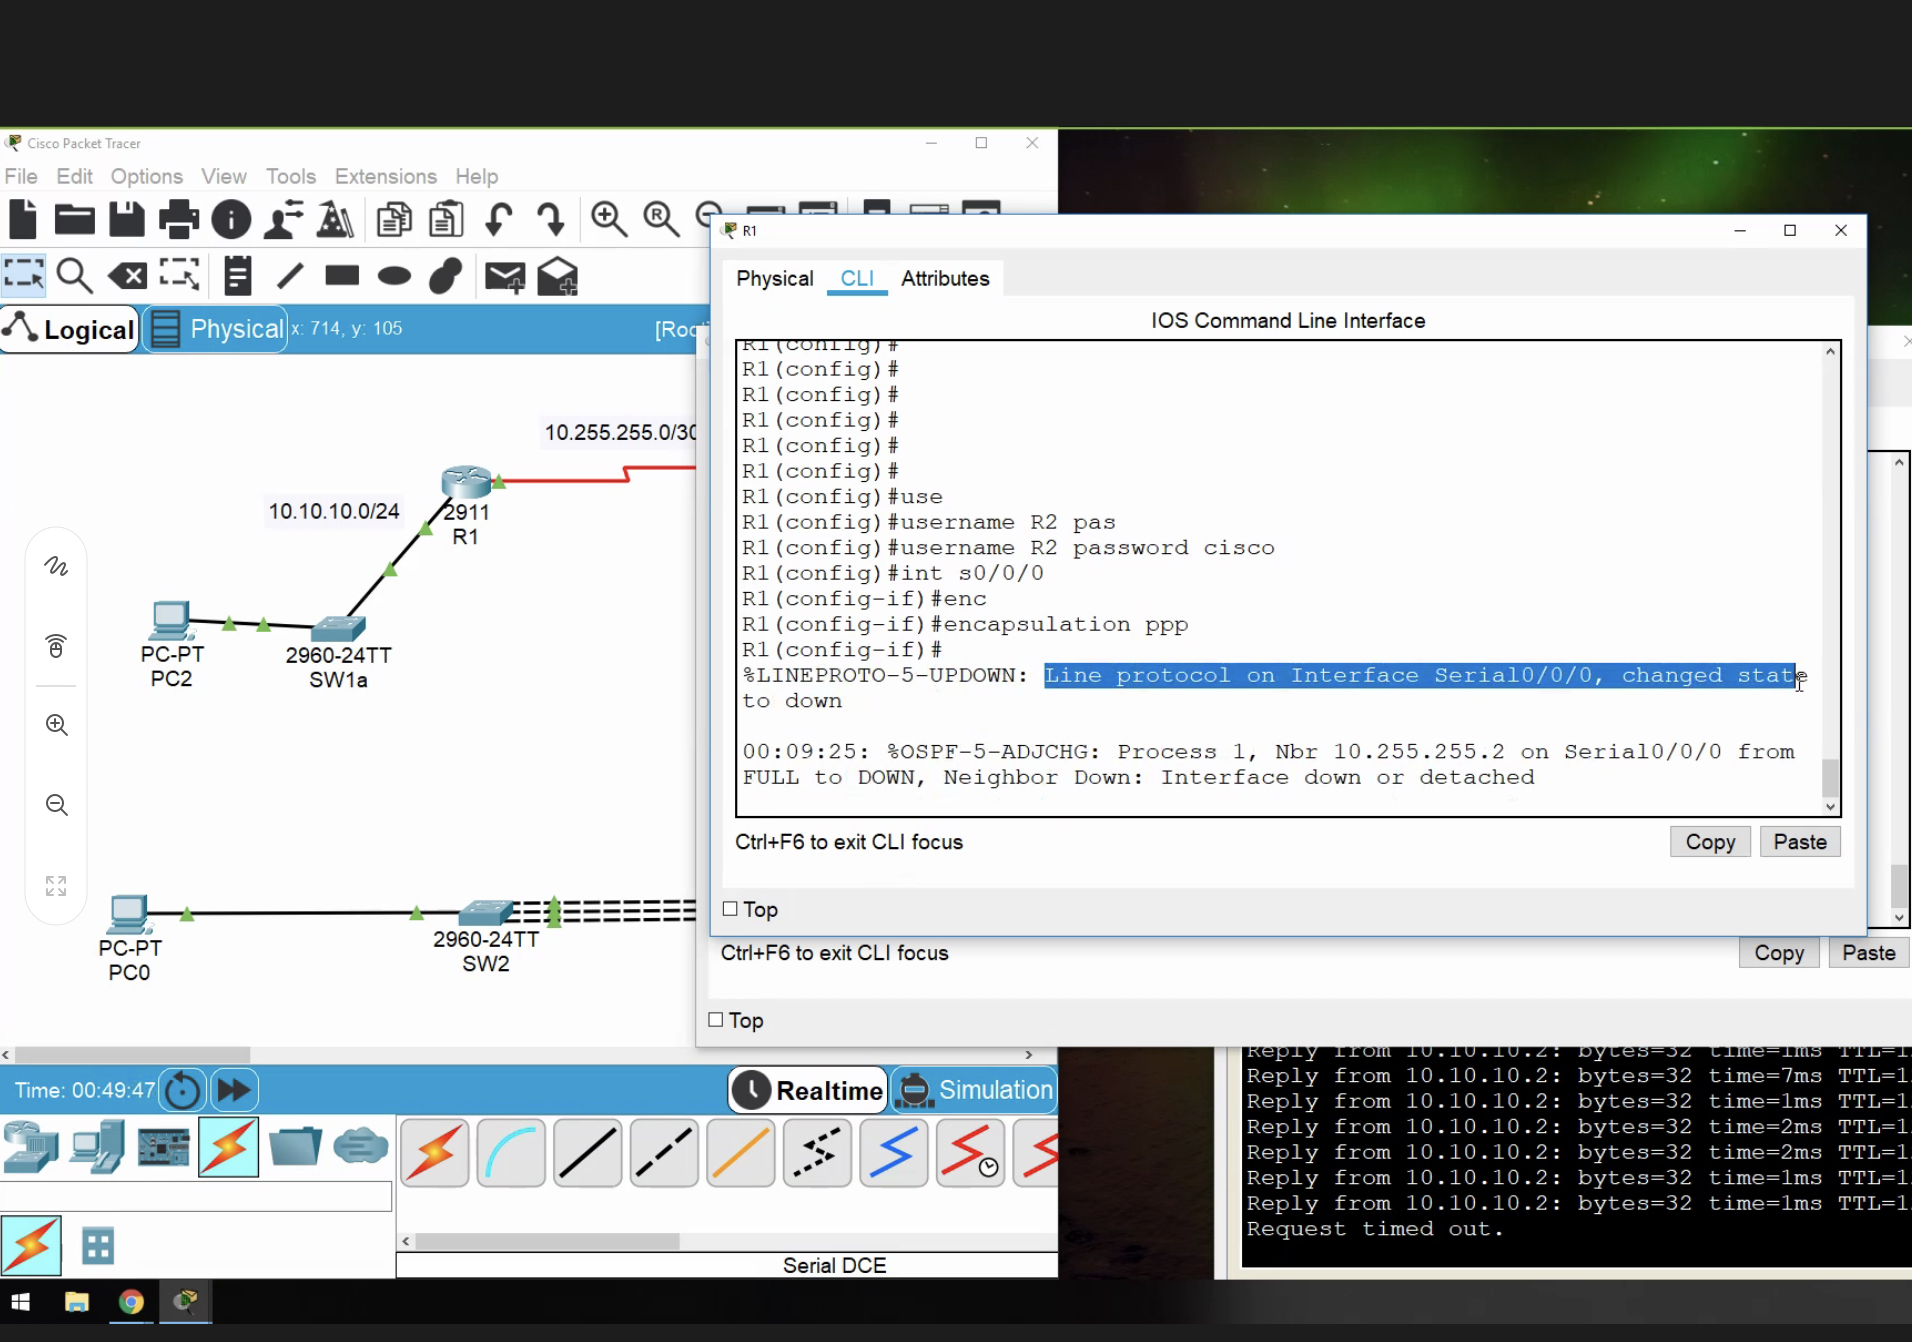 Cisco Packet Tracer
File Edit Options View Tools Extensions Help
Logical
Physical
x: 714, y: 105
10.255.255.0/30
10.10.10.0/24
2911
R1
PC-PT
PC2
2960-24TT
SW1a
PC-PT
PC0
2960-24TT
SW2
R1
Physical CLI Attributes
IOS Command Line Interface
R1(config)#
R1(config)#
R1(config)#
R1(config)#
R1(config)#
R1(config)#
R1(config)#use
R1(config)#username R2 pas
R1(config)#username R2 password cisco
R1(config)#int s0/0/0
R1(config-if)#enc
R1(config-if)#encapsulation ppp
R1(config-if)#
%LINEPROTO-5-UPDOWN: Line protocol on Interface Serial0/0/0, changed state
to down
00:09:25: %OSPF-5-ADJCHG: Process 1, Nbr 10.255.255.2 on Serial0/0/0 from
FULL to DOWN, Neighbor Down: Interface down or detached
Ctrl+F6 to exit CLI focus
Copy
Paste
Top
Ctrl+F6 to exit CLI focus
Copy
Paste
Top
Time: 00:49:47
Realtime
Simulation
Serial DCE
Reply from 10.10.10.2: bytes=32 time=1ms TTL=1
Reply from 10.10.10.2: bytes=32 time=7ms TTL=1
Reply from 10.10.10.2: bytes=32 time=1ms TTL=1
Reply from 10.10.10.2: bytes=32 time=2ms TTL=1
Reply from 10.10.10.2: bytes=32 time=2ms TTL=1
Reply from 10.10.10.2: bytes=32 time=1ms TTL=1
Reply from 10.10.10.2: bytes=32 time=1ms TTL=1
Request timed out.